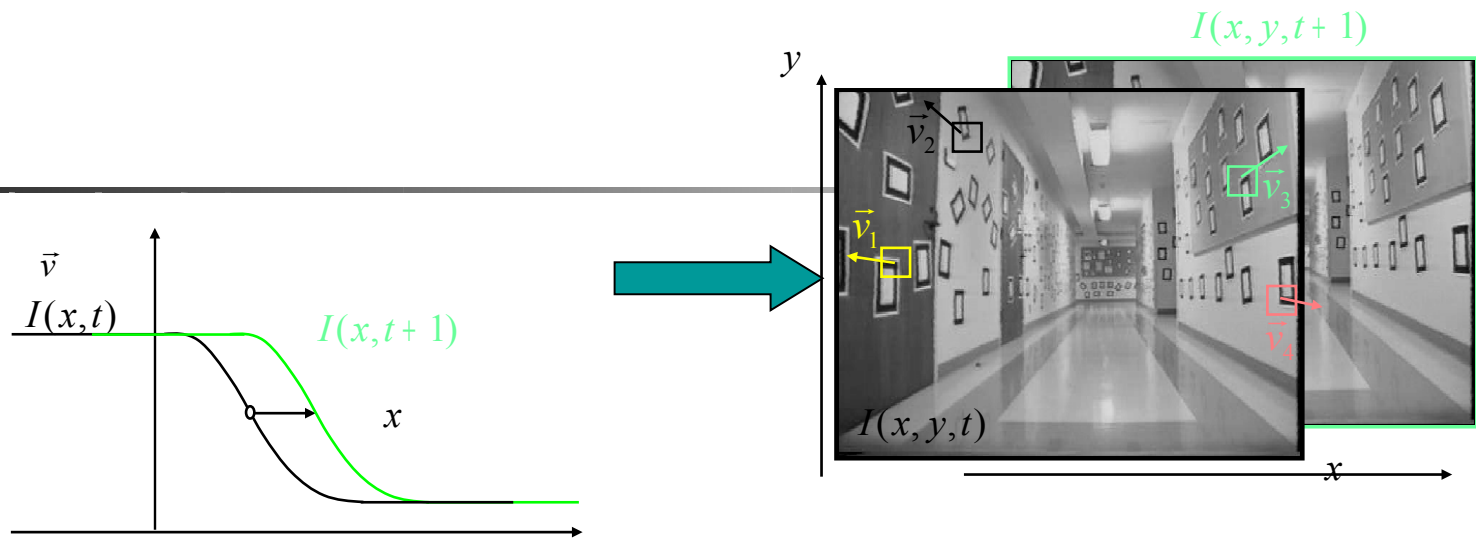 I(x, y, t + 1)
y
v⃗₂
v⃗₃
v⃗₁
v⃗
I(x, t)
I(x, t + 1)
v⃗₄
x
I(x, y, t)
x